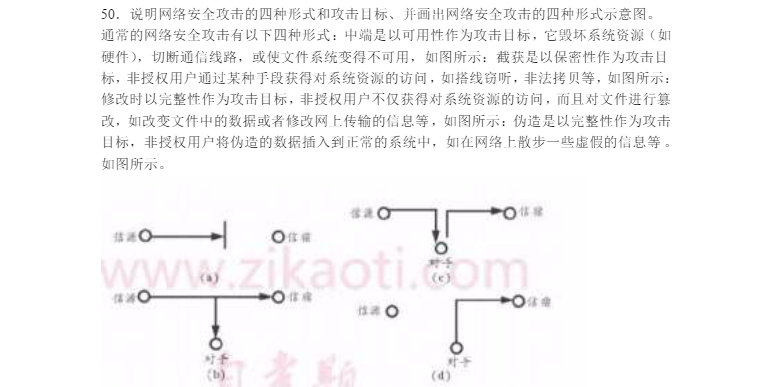 50．说明网络安全攻击的四种形式和攻击目标、并画出网络安全攻击的四种形式示意图。
通常的网络安全攻击有以下四种形式：中端是以可用性作为攻击目标，它毁坏系统资源（如
硬件），切断通信线路，或使文件系统变得不可用，如图所示：截获是以保密性作为攻击目
标，非授权用户通过某种手段获得对系统资源的访问，如搭线窃听，非法拷贝等，如图所示：
修改时以完整性作为攻击目标，非授权用户不仅获得对系统资源的访问，而且对文件进行篡
改，如改变文件中的数据或者修改网上传输的信息等，如图所示：伪造是以完整性作为攻击
目标，非授权用户将伪造的数据插入到正常的系统中，如在网络上散步一些虚假的信息等 。
如图所示。
信源 信宿
(a)
信源 信宿
对手
(c)
信源 信宿
对手
(b)
信源 信宿
对手
(d)
www.zikaoti.com
自考题